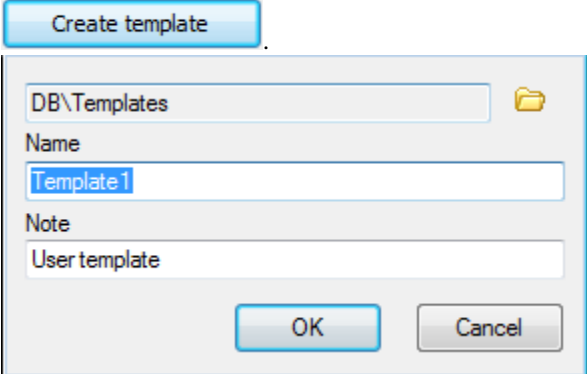 Create template
.
DB\Templates
Name
Template1
Note
User template
OK Cancel